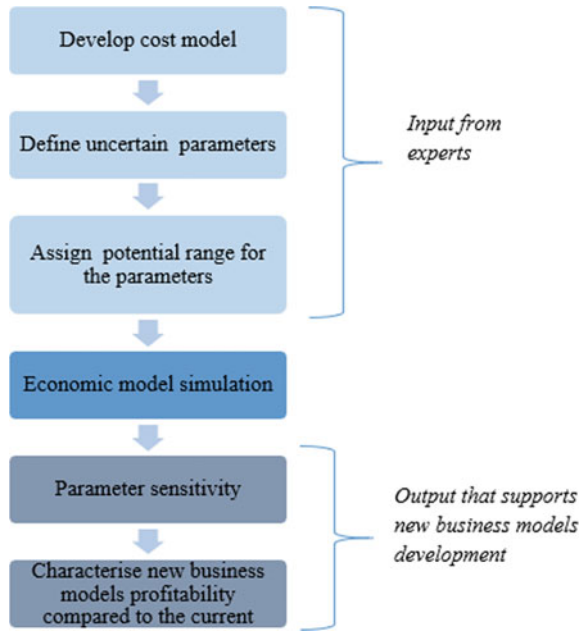 Develop cost model
Define uncertain parameters
Input from
experts
Assign potential range for
the parameters
Economic model simulation
Parameter sensitivity
Output that supports
new business models
development
Characterise new business
models profitability
compared to the current